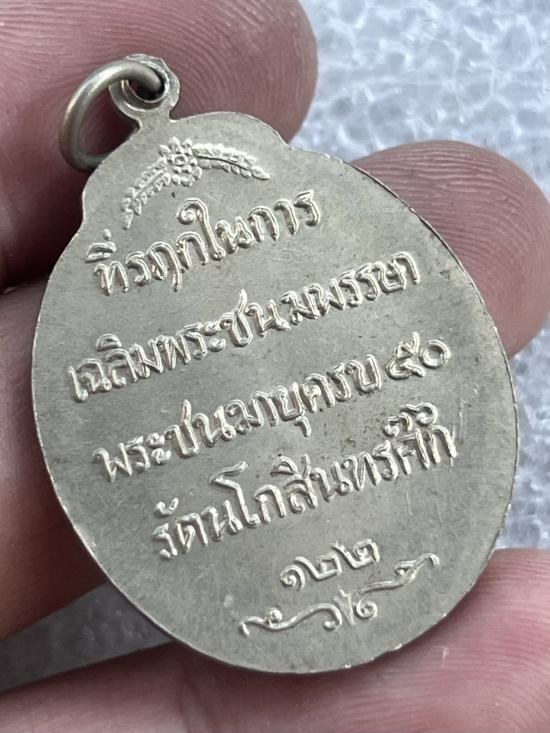 ที่รฦกในการ
เฉลิมพระชนมพรรษา
พระชนมายุครบ ๕๐
รัตนโกสินทร์ศ๊ก
๑๒๒